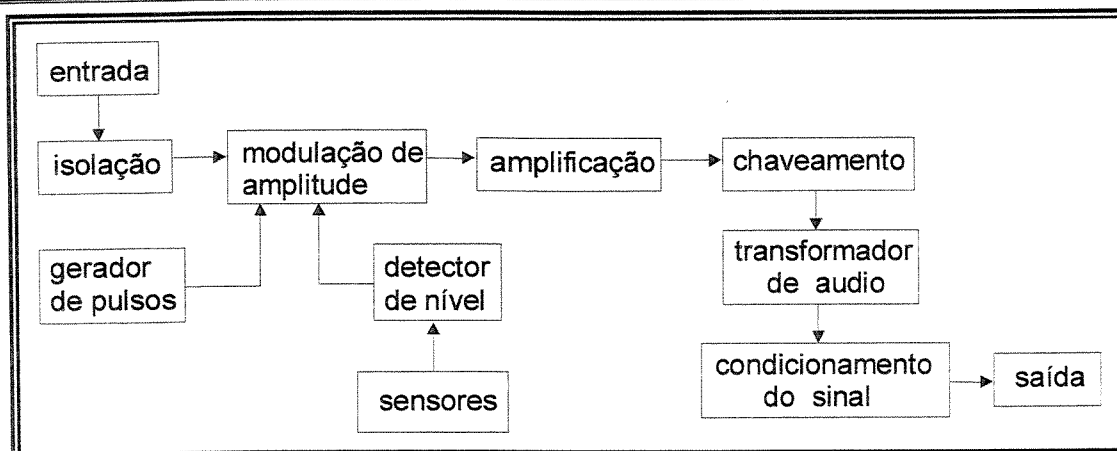 entrada
isolação
modulação de
amplitude
amplificação
chaveamento
gerador
de pulsos
detector
de nível
transformador
de audio
sensores
condicionamento
do sinal
saída